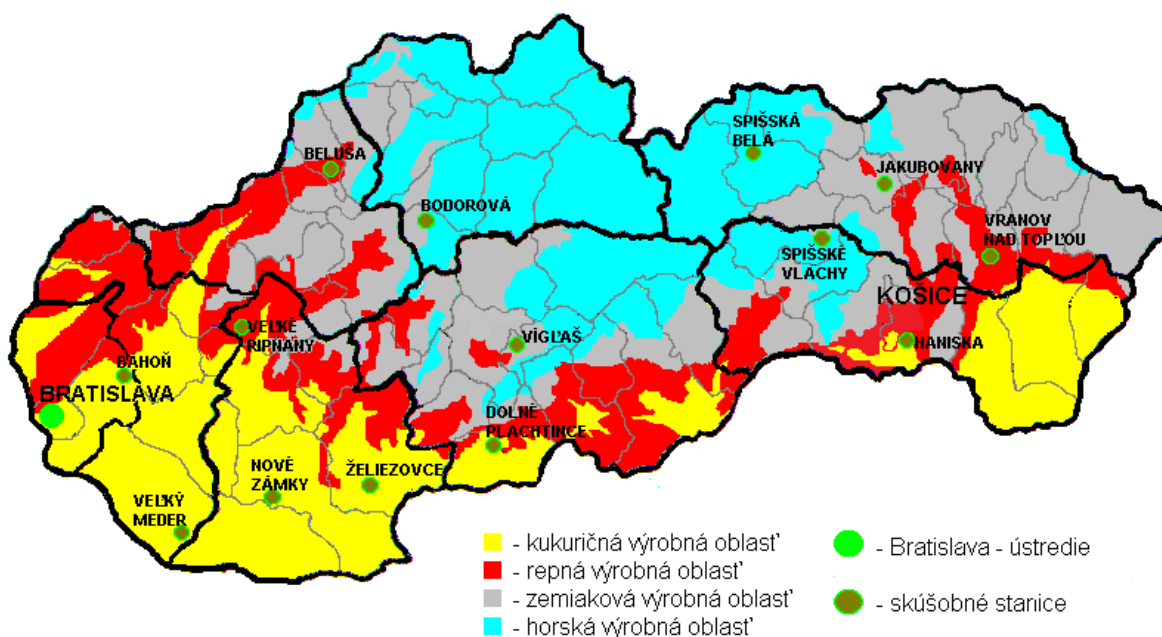 SPIŠSKÁ
BELÁ
BELUŠA
JAKUBOVANY
BODOROVÁ
VRANOV
NAD TOPĽOU
SPIŠSKÉ
VLACHY
KOŠICE
VEĽKÉ
RIPŇANY
VÍGĽAŠ
HANISKA
BÁHOŇ
BRATISLAVA
DOLNÉ
PLACHTINCE
NOVÉ
ZÁMKY
ŽELIEZOVCE
VEĽKÝ
MEDER
- kukuričná výrobná oblasť
- repná výrobná oblasť
- zemiaková výrobná oblasť
- horská výrobná oblasť
- Bratislava - ústredie
- skúšobné stanice